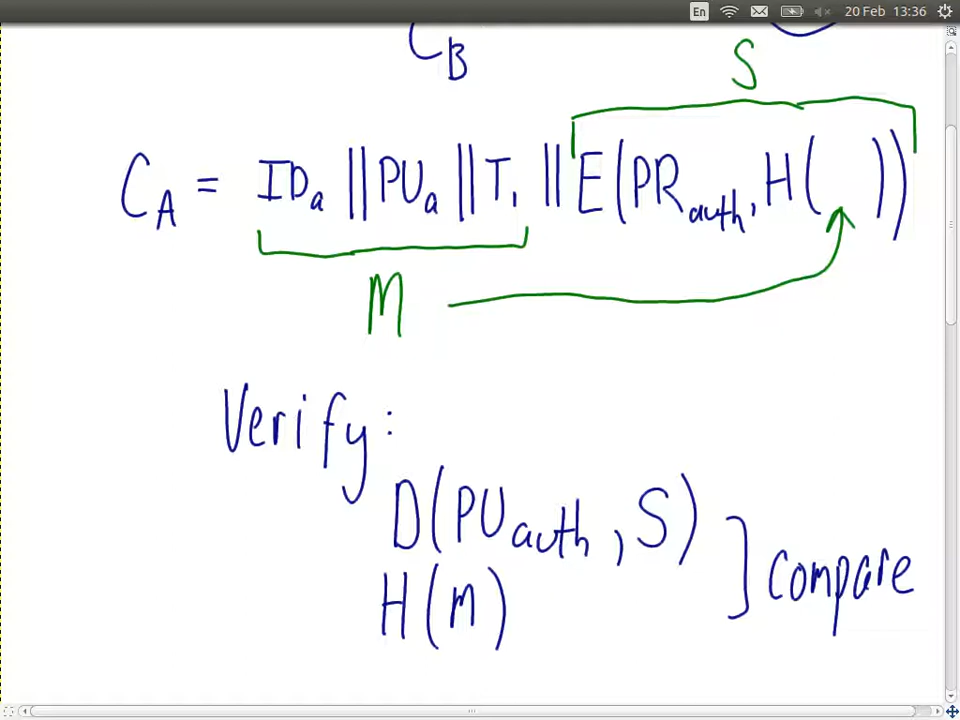 En 20 Feb 13:36
C_B
S
C_A = ID_a || PU_a || T_1 || E(PR_auth, H( ))
M
Verify:
D(PU_auth, S)
H(M)
] compare